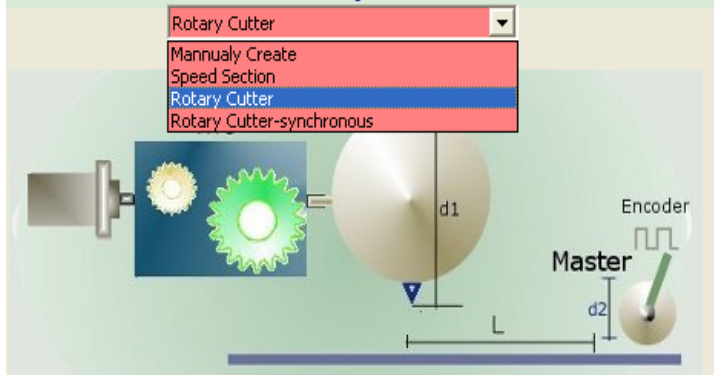 Rotary Cutter
Mannualy Create
Speed Section
Rotary Cutter
Rotary Cutter-synchronous
d1
Encoder
Master
d2
L